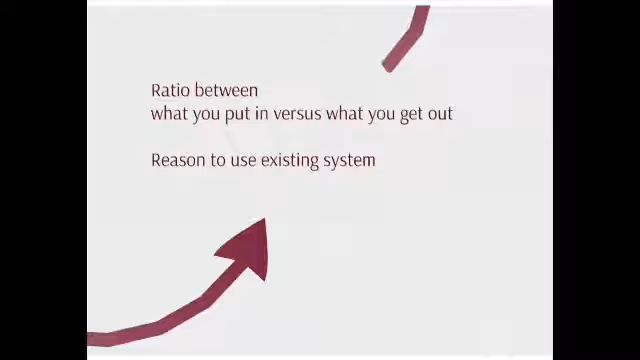 Ratio between
what you put in versus what you get out
Reason to use existing system